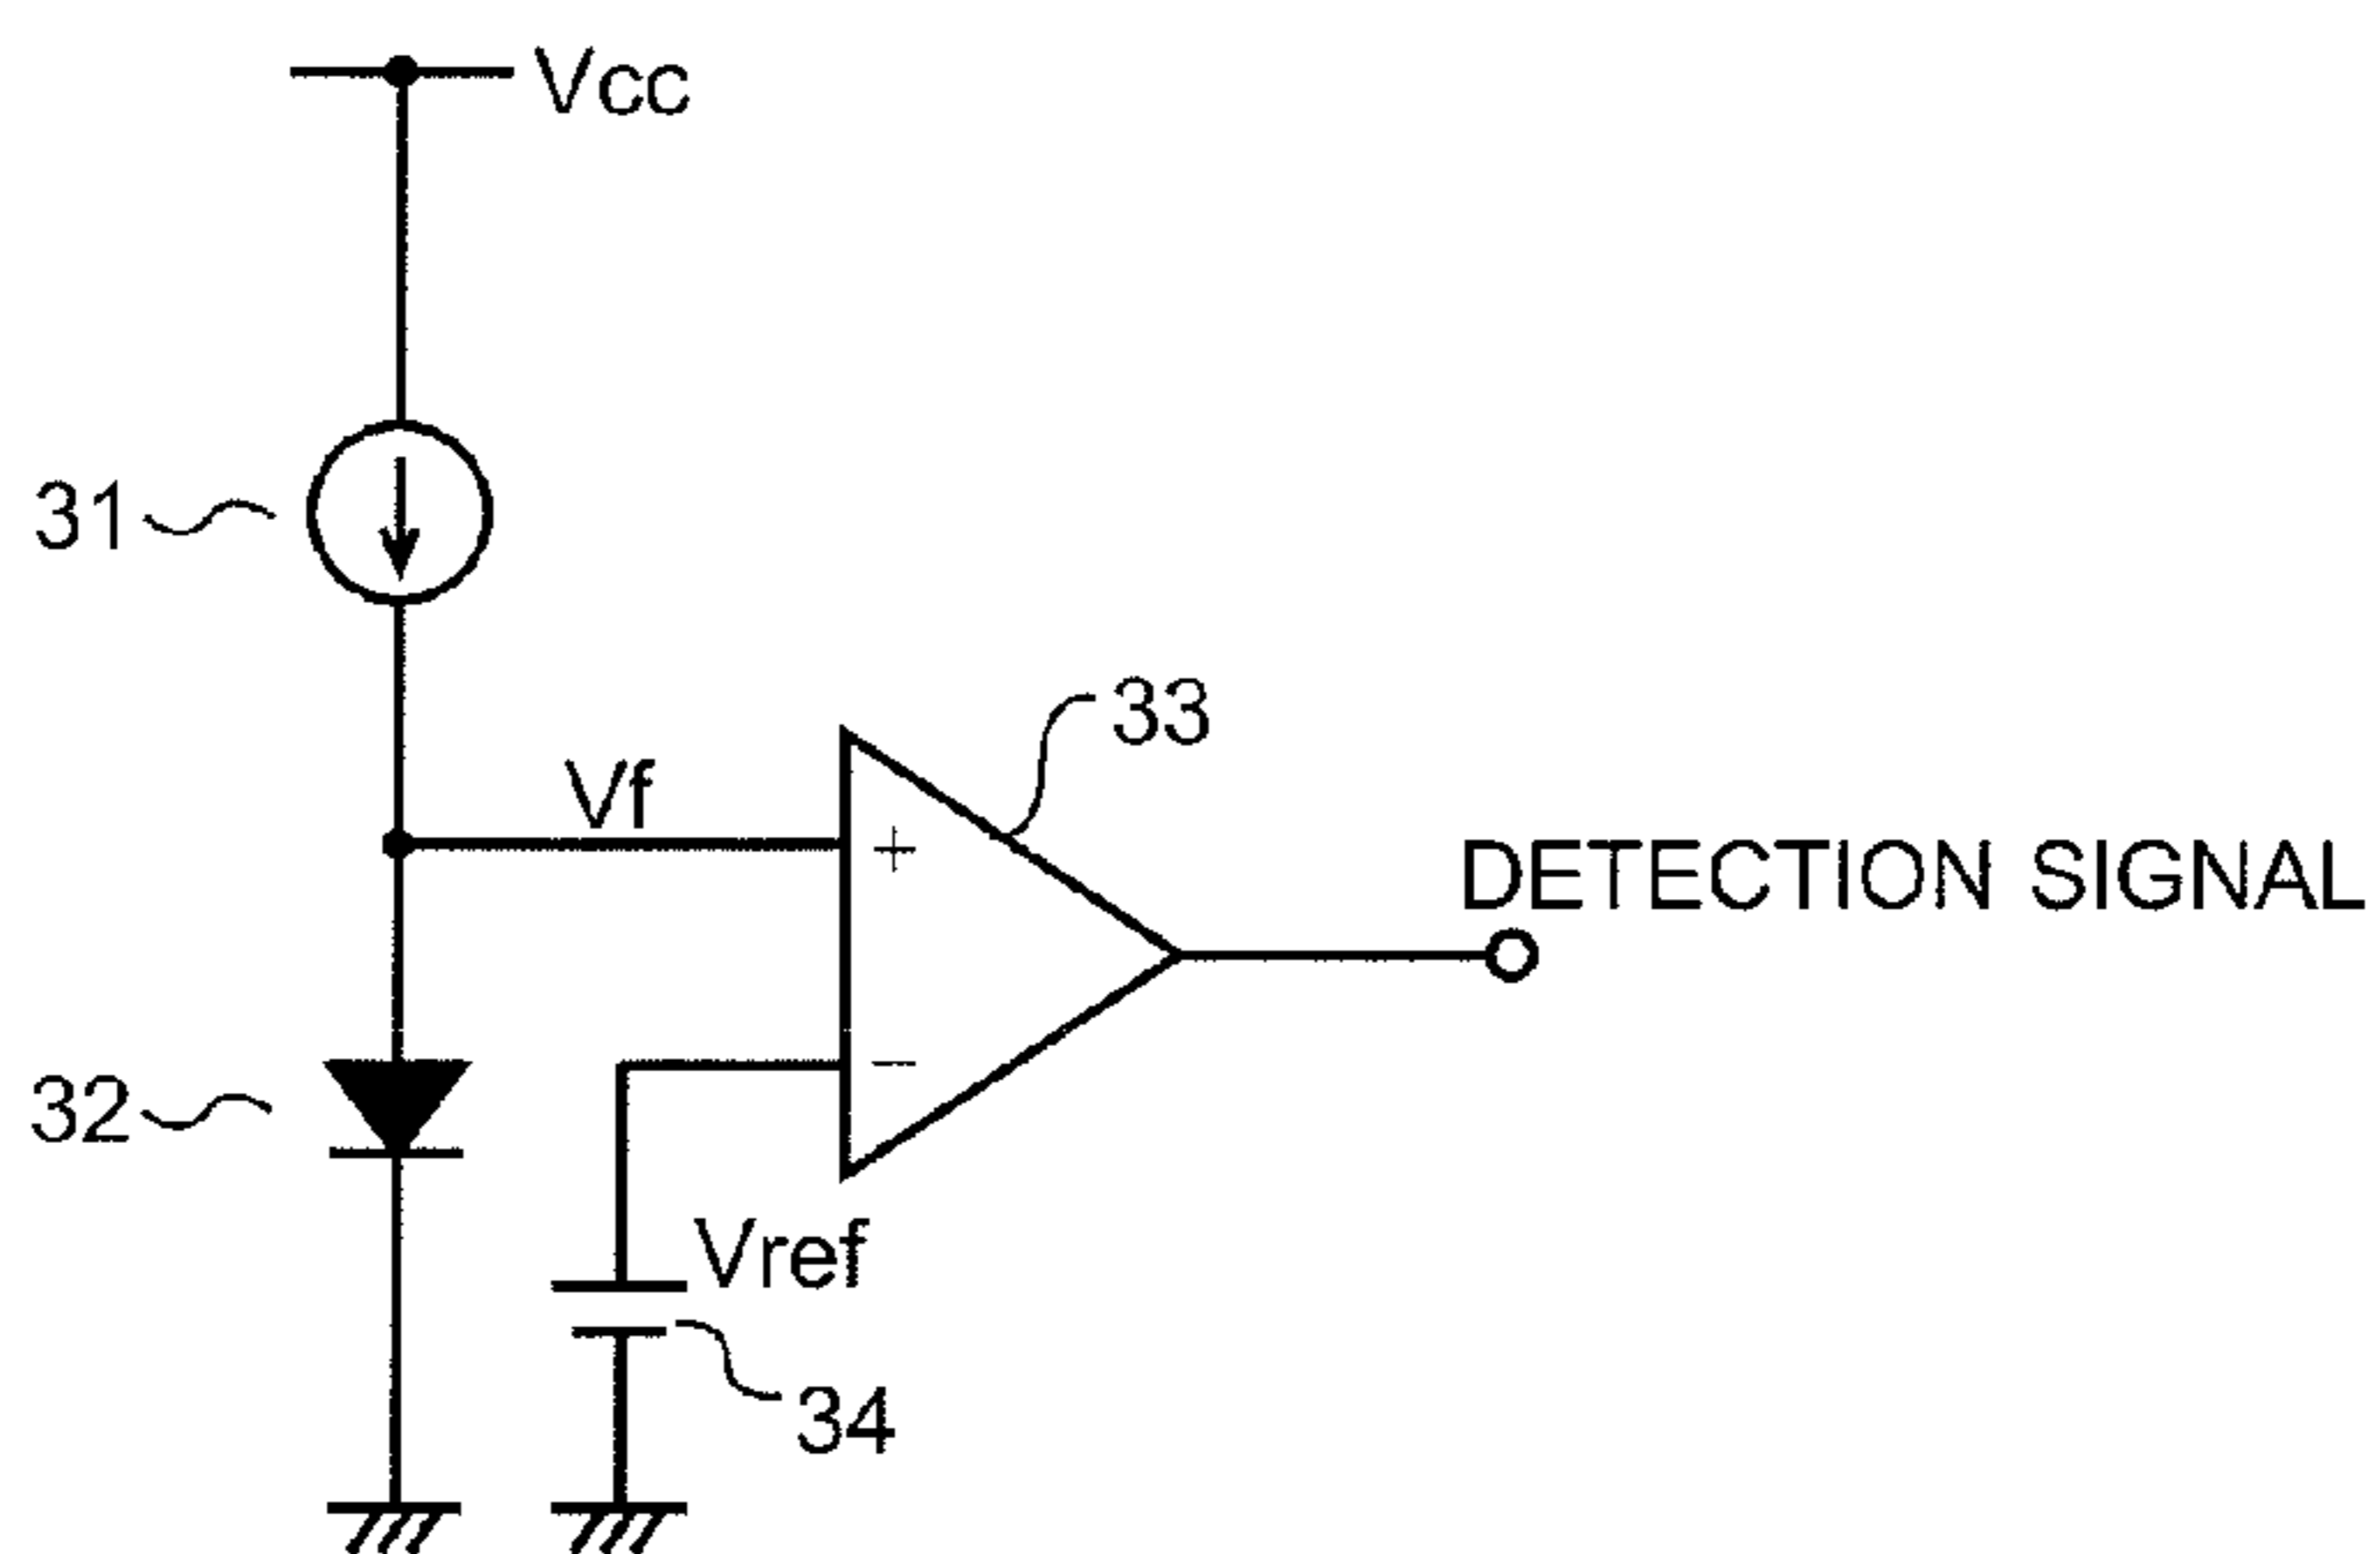 Vcc
31
33
Vf
+
DETECTION SIGNAL
32
−
Vref
34